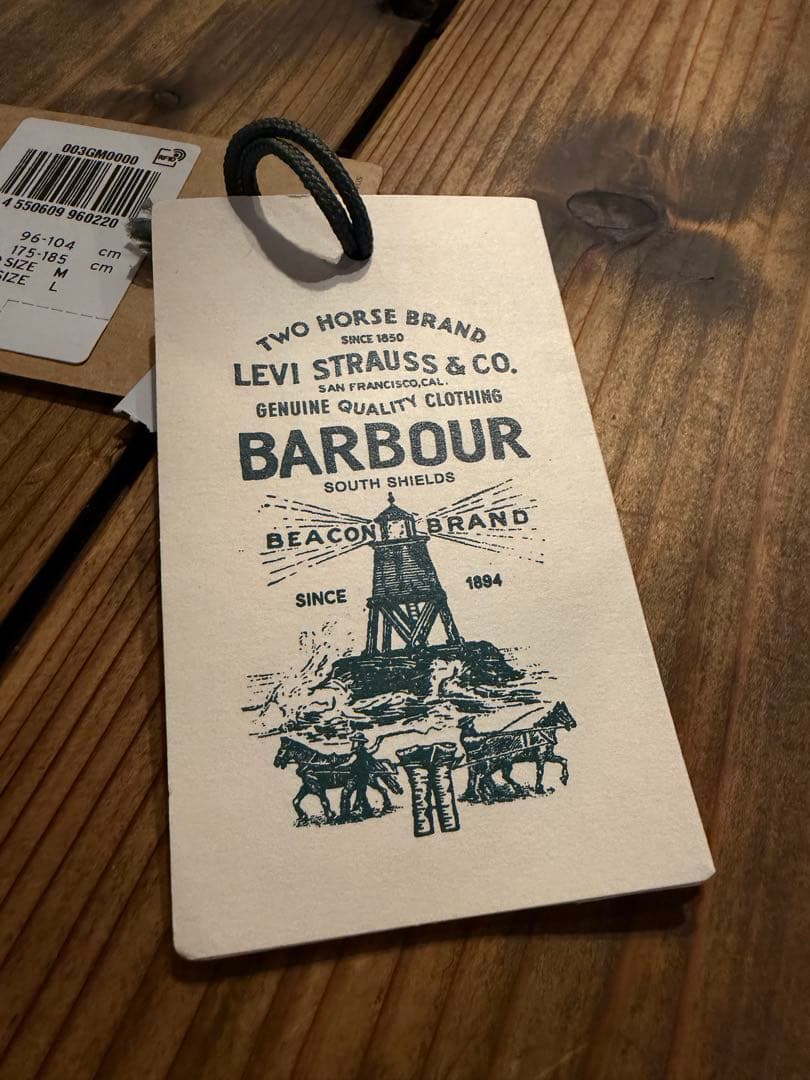 003GM0000
RFID
4 550609 960220
96-104 cm
175-185 cm
SIZE M
SIZE L
TWO HORSE BRAND
SINCE 1850
LEVI STRAUSS & CO.
SAN FRANCISCO, CAL.
GENUINE QUALITY CLOTHING
BARBOUR
SOUTH SHIELDS
BEACON BRAND
SINCE 1894